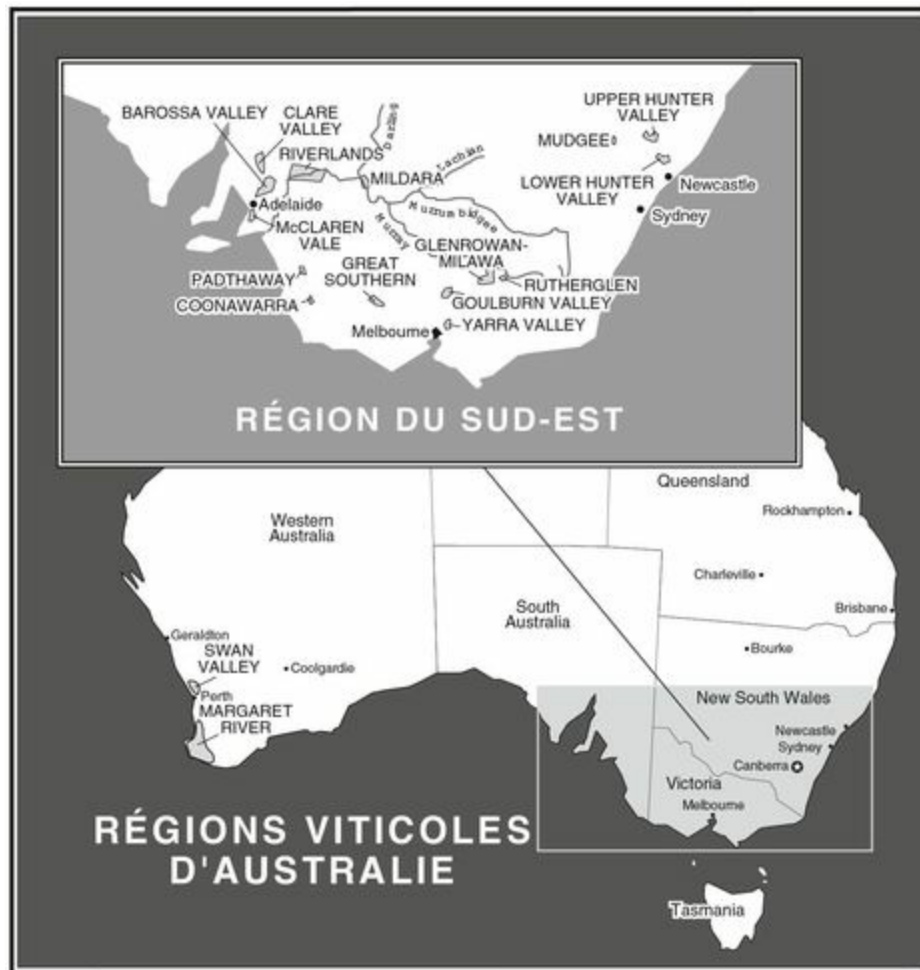 BAROSSA VALLEY
CLARE
VALLEY
RIVERLANDS
Darling
Lachlan
MILDARA
UPPER HUNTER
VALLEY
MUDGEE
LOWER HUNTER
VALLEY
Newcastle
Sydney
Adelaide
McCLAREN
VALE
Murrumbidgee
Murray
GLENROWAN-
MILAWA
PADTHAWAY
GREAT
SOUTHERN
RUTHERGLEN
COONAWARRA
GOULBURN VALLEY
Melbourne
YARRA VALLEY
RÉGION DU SUD-EST
Queensland
Rockhampton
Western
Australia
Charleville
South
Australia
Brisbane
Geraldton
Bourke
SWAN
VALLEY
Coolgardie
Perth
New South Wales
MARGARET
RIVER
Newcastle
Sydney
Canberra
Victoria
Melbourne
RÉGIONS VITICOLES
D'AUSTRALIE
Tasmania